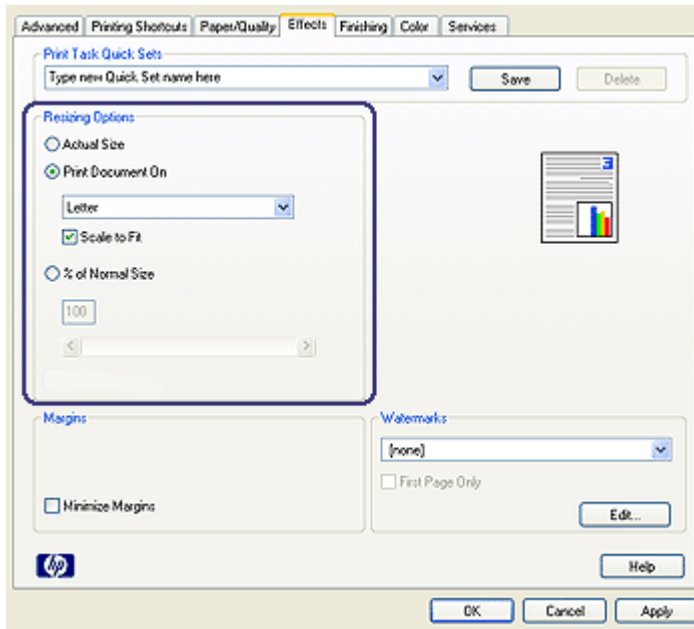 Advanced Printing Shortcuts Paper/Quality Effects Finishing Color Services
Print Task Quick Sets
Type new Quick Set name here Save Delete
Resizing Options
Actual Size
Print Document On
Letter
Scale to Fit
% of Normal Size
100
3
Margins
Minimize Margins
Watermarks
(none)
First Page Only
Edit...
hp
Help
OK Cancel Apply